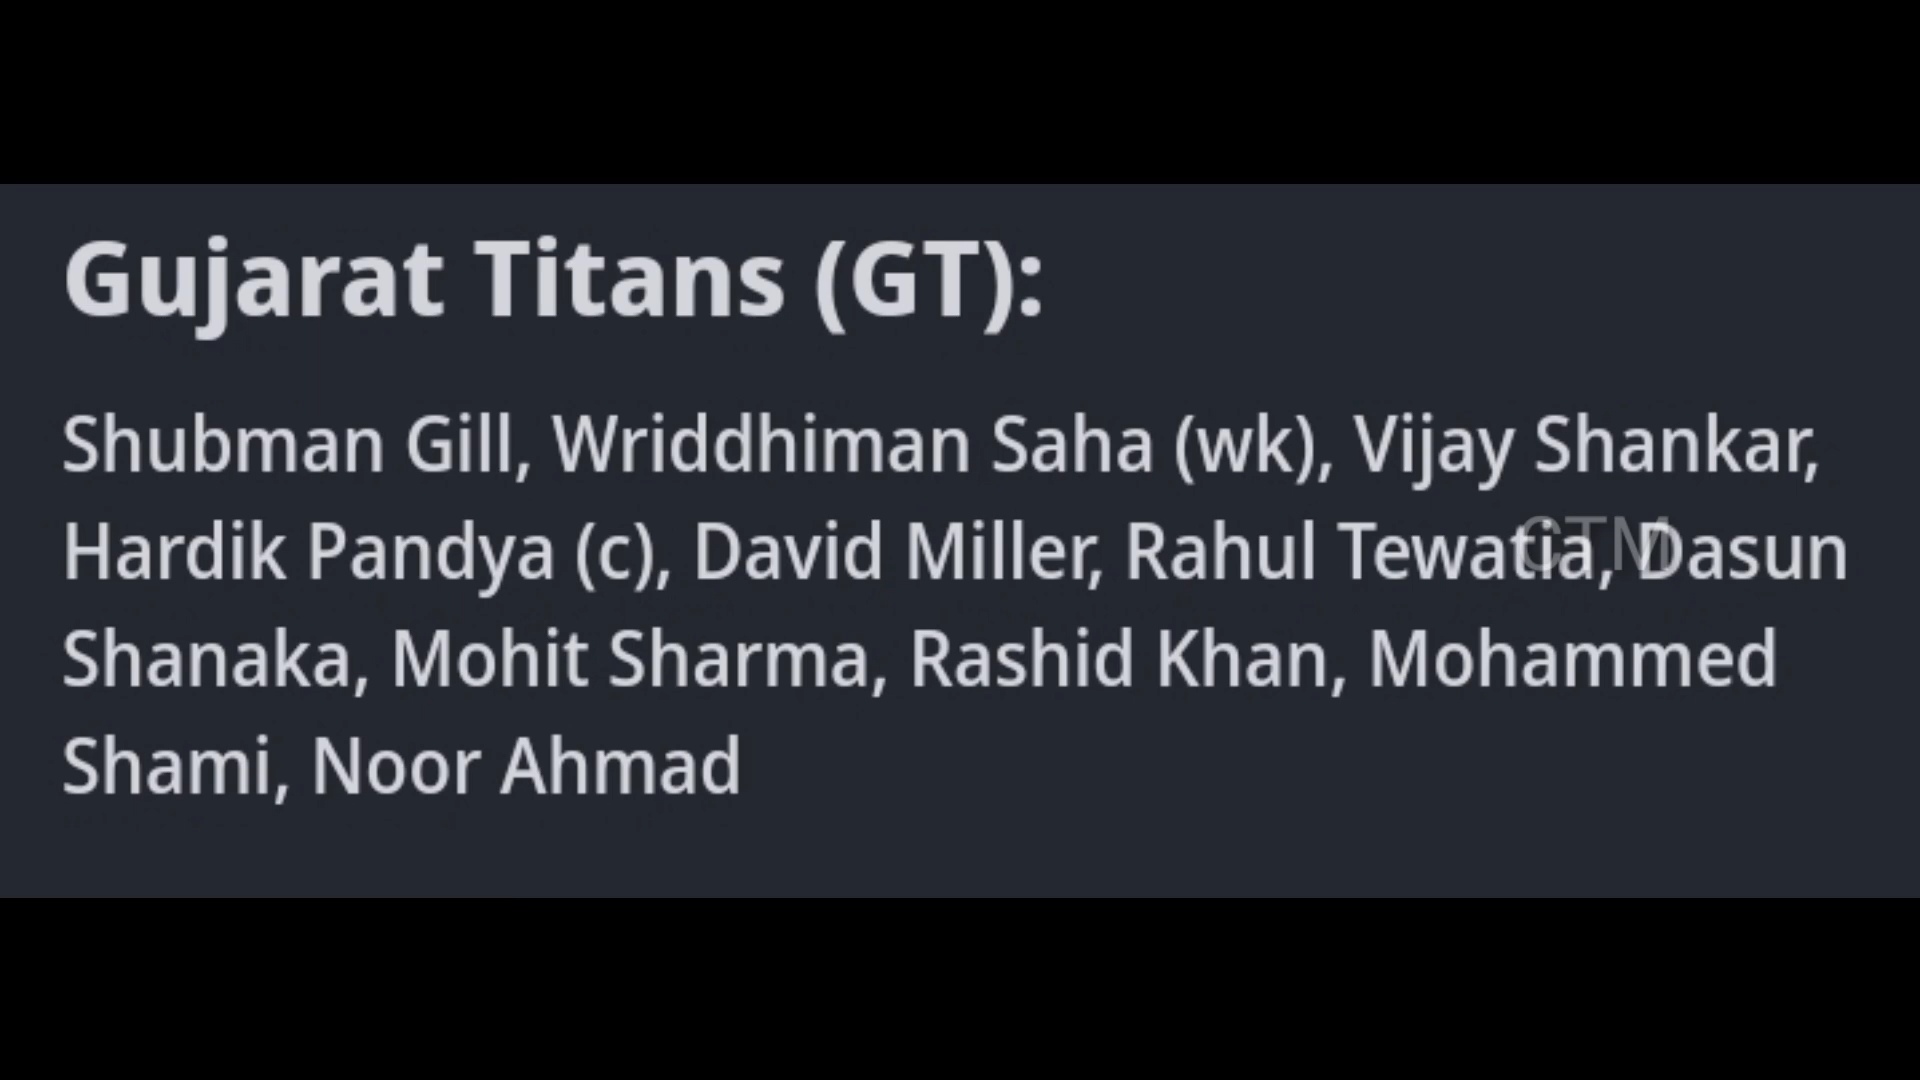 Gujarat Titans (GT):
Shubman Gill, Wriddhiman Saha (wk), Vijay Shankar,
Hardik Pandya (c), David Miller, Rahul Tewatia, Dasun
Shanaka, Mohit Sharma, Rashid Khan, Mohammed
Shami, Noor Ahmad
CTM